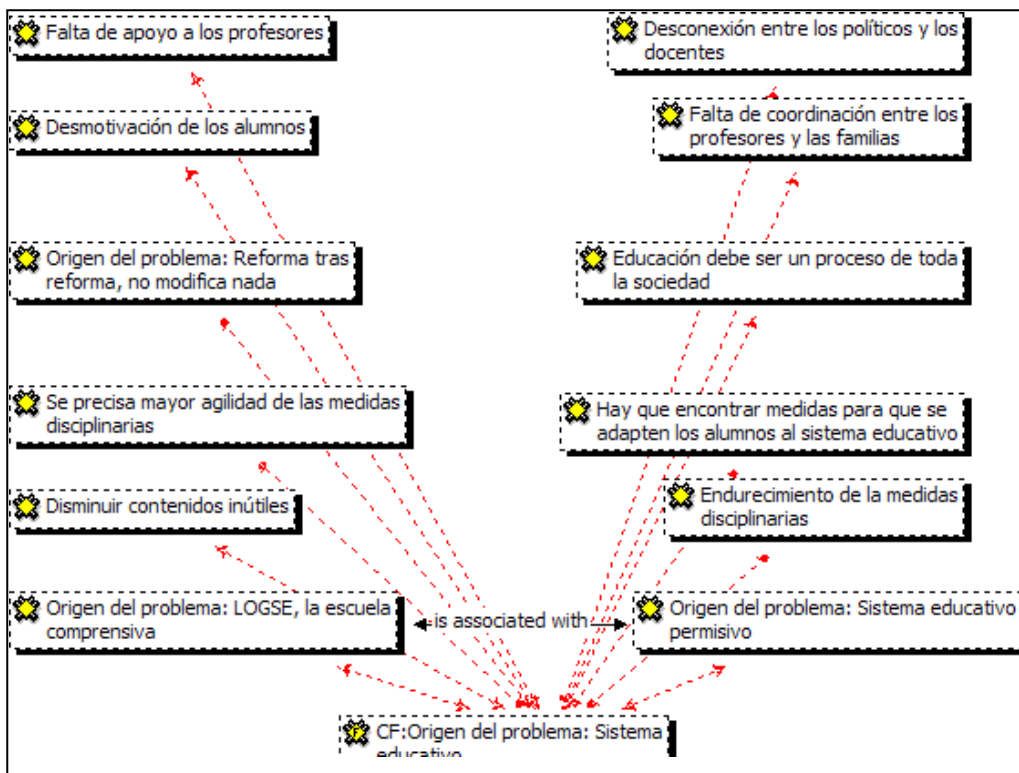 Falta de apoyo a los profesores
Desconexión entre los políticos y los
docentes
Desmotivación de los alumnos
Falta de coordinación entre los
profesores y las familias
Origen del problema: Reforma tras
reforma, no modifica nada
Educación debe ser un proceso de toda
la sociedad
Se precisa mayor agilidad de las medidas
disciplinarias
Hay que encontrar medidas para que se
adapten los alumnos al sistema educativo
Disminuir contenidos inútiles
Endurecimiento de la medidas
disciplinarias
Origen del problema: LOGSE, la escuela
comprensiva
is associated with
Origen del problema: Sistema educativo
permisivo
CF:Origen del problema: Sistema
educativo